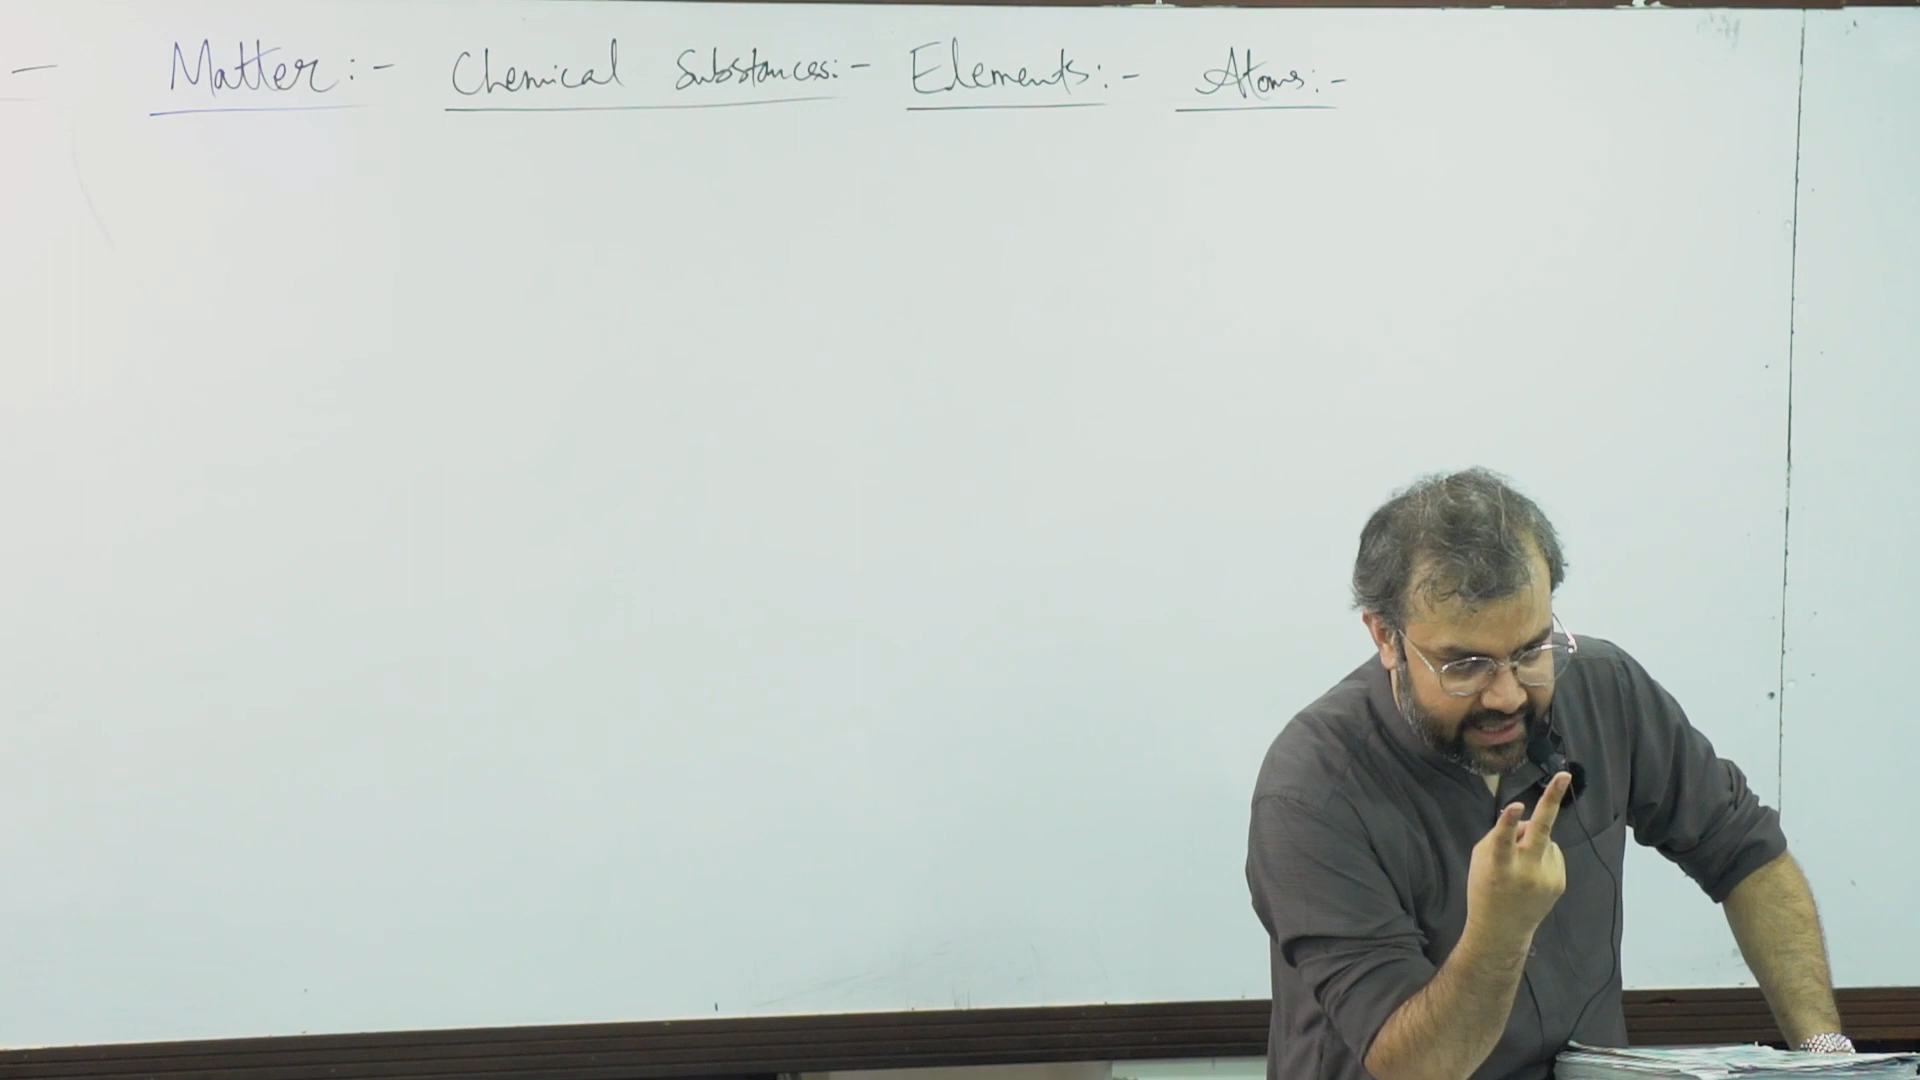 — Matter:- Chemical Substances:- Elements:- Atoms:-